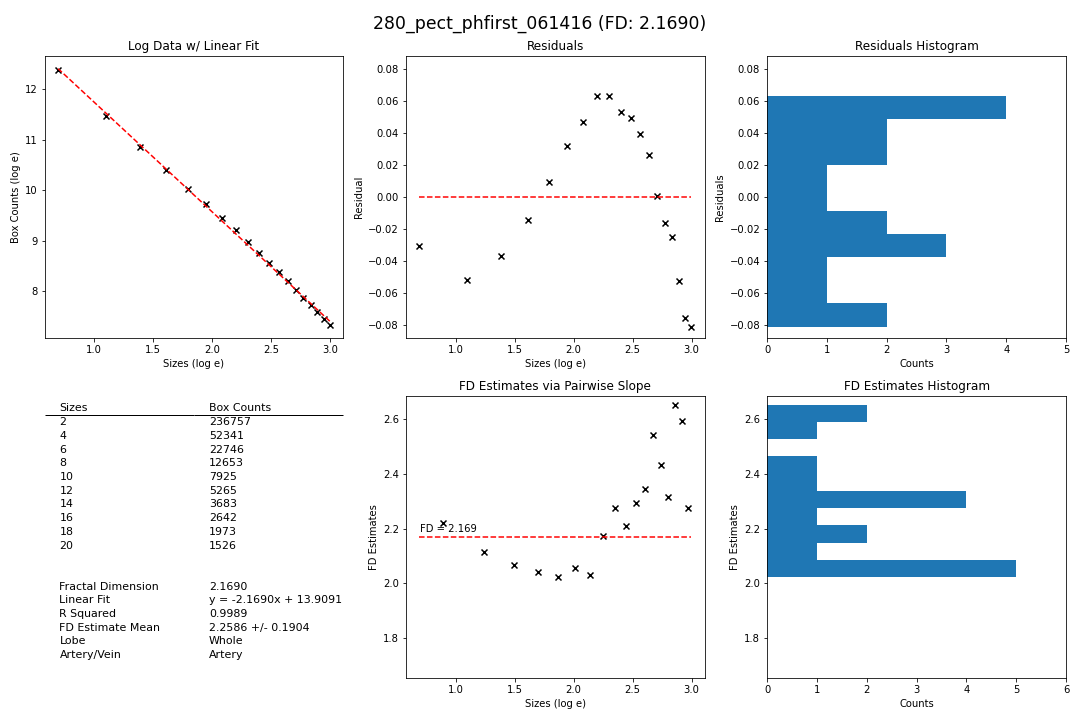 280_pect_phfirst_061416 (FD: 2.1690)
Log Data w/ Linear Fit
Box Counts (log e)
12
11
10
9
8
1.0 1.5 2.0 2.5 3.0
Sizes (log e)
Residuals
Residual
0.08
0.06
0.04
0.02
0.00
−0.02
−0.04
−0.06
−0.08
1.0 1.5 2.0 2.5 3.0
Sizes (log e)
Residuals Histogram
Residuals
0.08
0.06
0.04
0.02
0.00
−0.02
−0.04
−0.06
−0.08
0 1 2 3 4 5
Counts
Sizes Box Counts
2 236757
4 52341
6 22746
8 12653
10 7925
12 5265
14 3683
16 2642
18 1973
20 1526
Fractal Dimension 2.1690
Linear Fit y = -2.1690x + 13.9091
R Squared 0.9989
FD Estimate Mean 2.2586 +/- 0.1904
Lobe Whole
Artery/Vein Artery
FD Estimates via Pairwise Slope
FD Estimates
2.6
2.4
2.2
2.0
1.8
FD = 2.169
1.0 1.5 2.0 2.5 3.0
Sizes (log e)
FD Estimates Histogram
FD Estimates
2.6
2.4
2.2
2.0
1.8
0 1 2 3 4 5 6
Counts